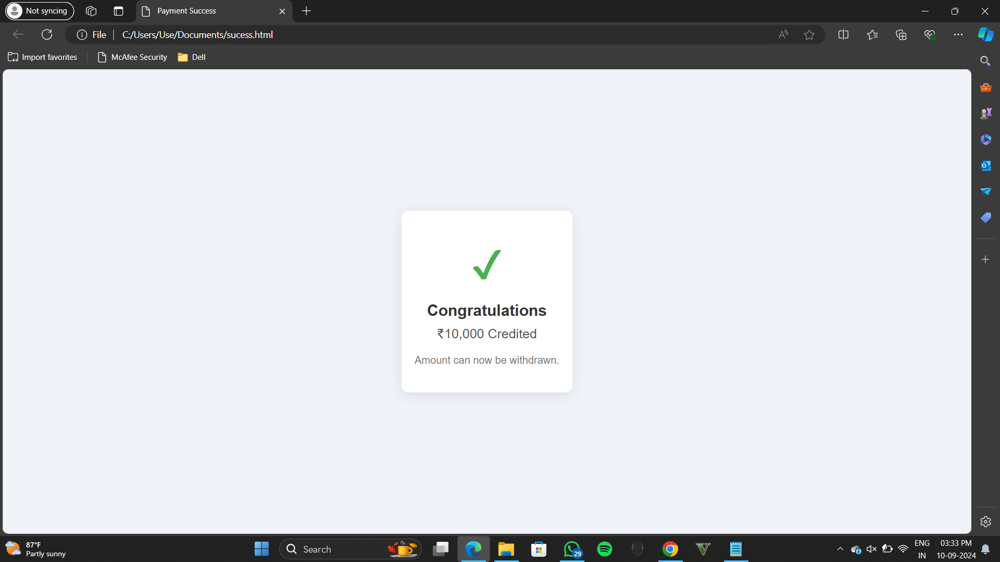 Not syncing
Payment Success
File
C:/Users/Use/Documents/sucess.html
Import favorites
McAfee Security
Dell
Congratulations
₹10,000 Credited
Amount can now be withdrawn.
87°F
Partly sunny
Search
29
ENG
IN
03:33 PM
10-09-2024